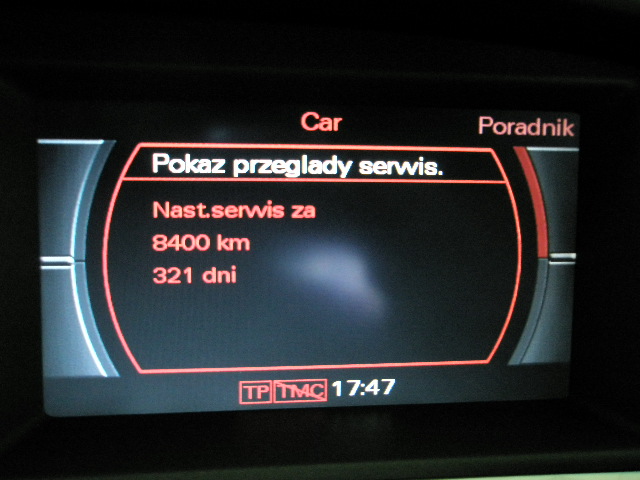 Car
Poradnik
Pokaz przeglady serwis.
Nast.serwis za
8400 km
321 dni
TP TMC 17:47